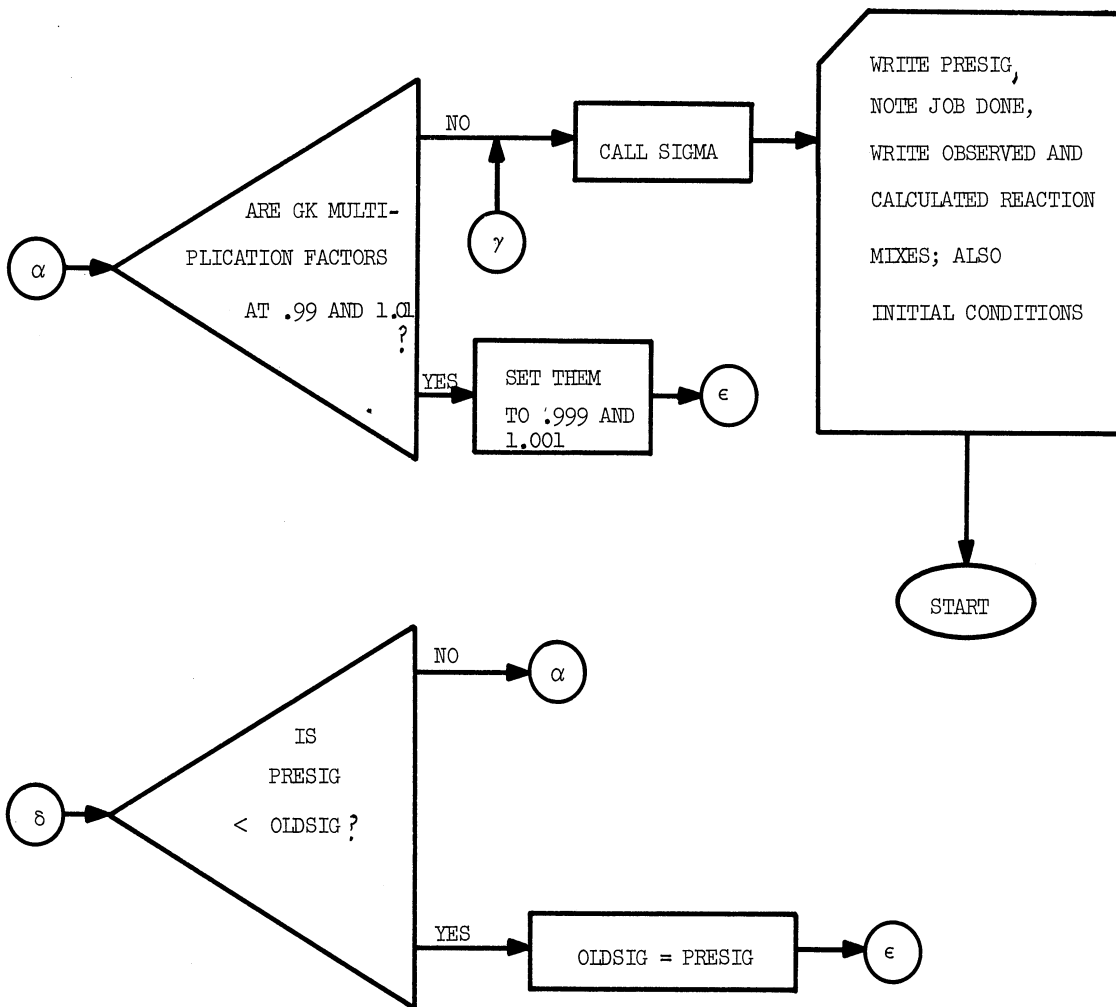 α
ARE GK MULTI-
PLICATION FACTORS
AT .99 AND 1.01
?
NO
γ
CALL SIGMA
WRITE PRESIG,
NOTE JOB DONE,
WRITE OBSERVED AND
CALCULATED REACTION
MIXES; ALSO
INITIAL CONDITIONS
YES
SET THEM
TO .999 AND
1.001
ϵ
START
δ
IS
PRESIG
< OLDSIG?
NO
α
YES
OLDSIG = PRESIG
ϵ